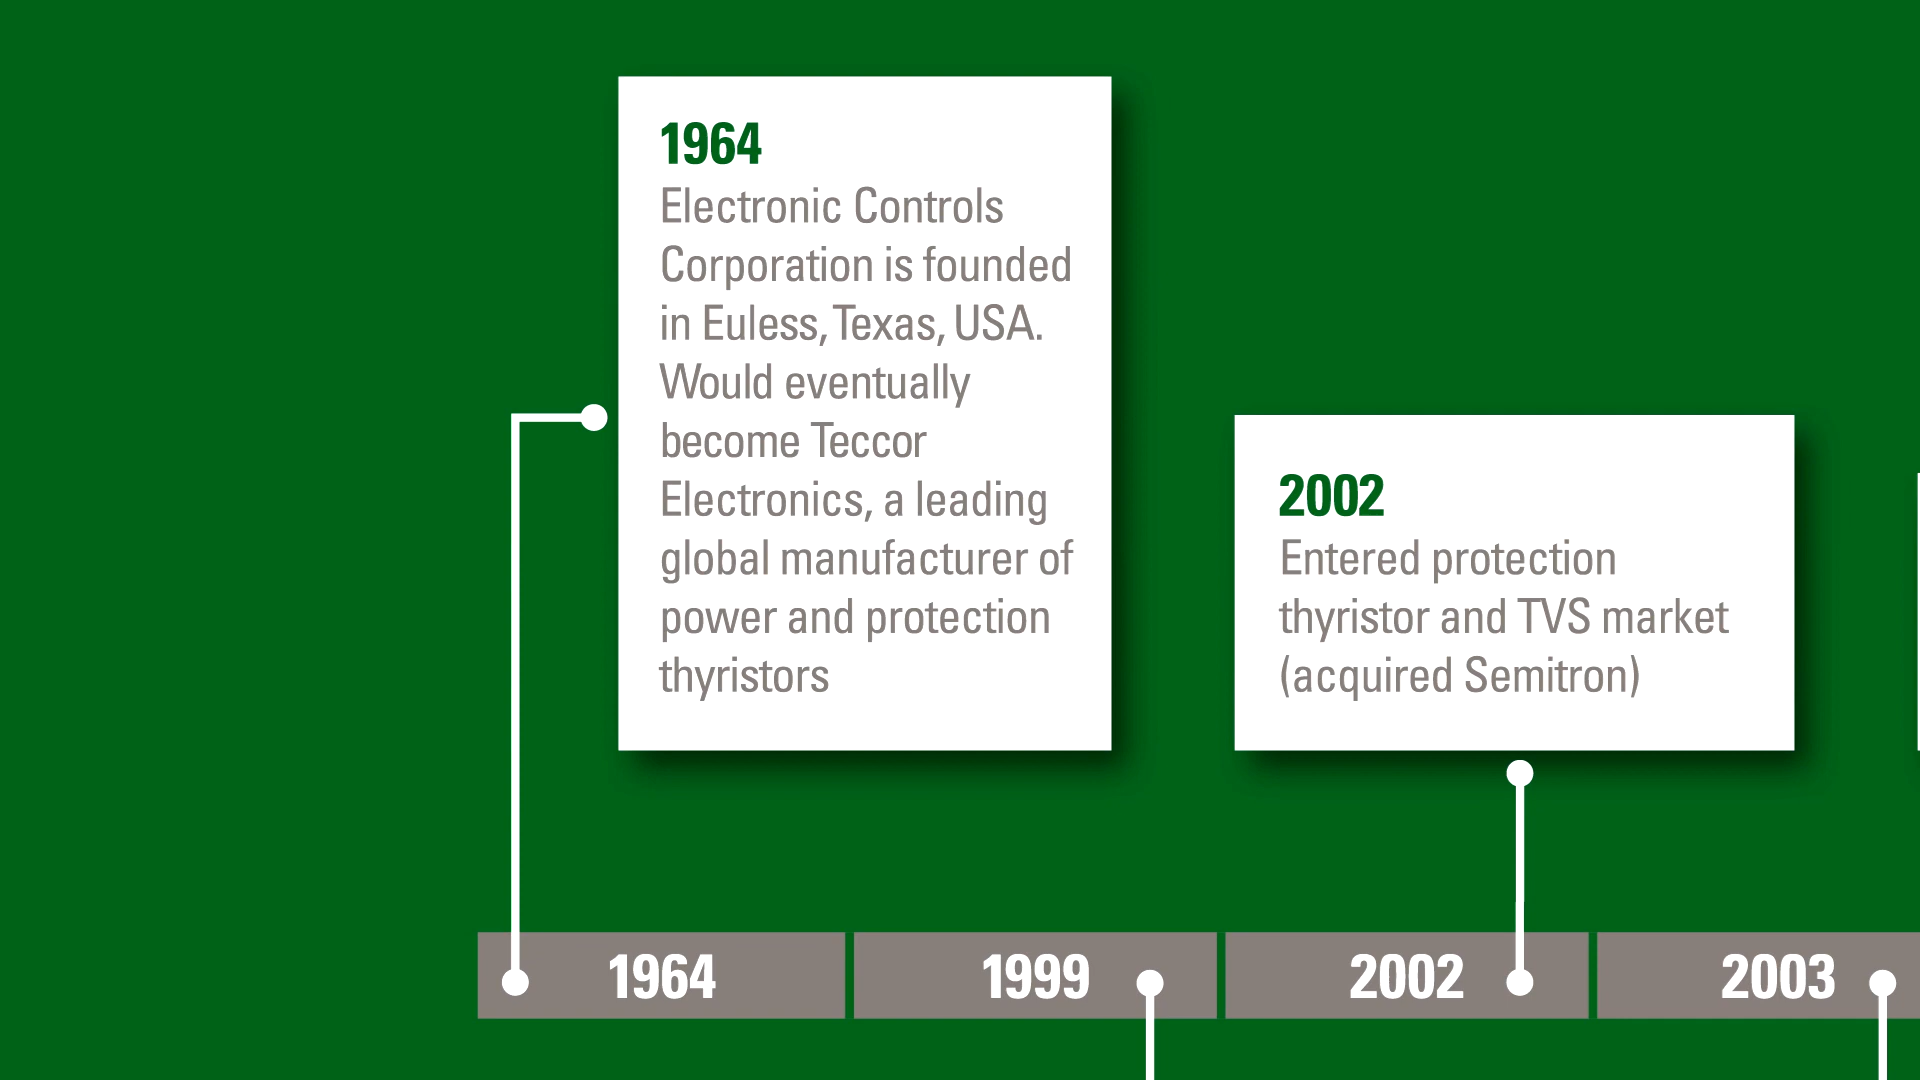 1964
Electronic Controls
Corporation is founded
in Euless, Texas, USA.
Would eventually
become Teccor
Electronics, a leading
global manufacturer of
power and protection
thyristors
2002
Entered protection
thyristor and TVS market
(acquired Semitron)
1964
1999
2002
2003